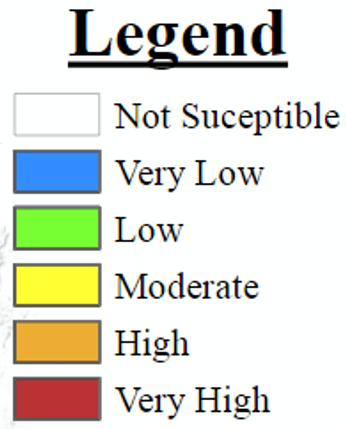 Legend
Not Suceptible
Very Low
Low
Moderate
High
Very High